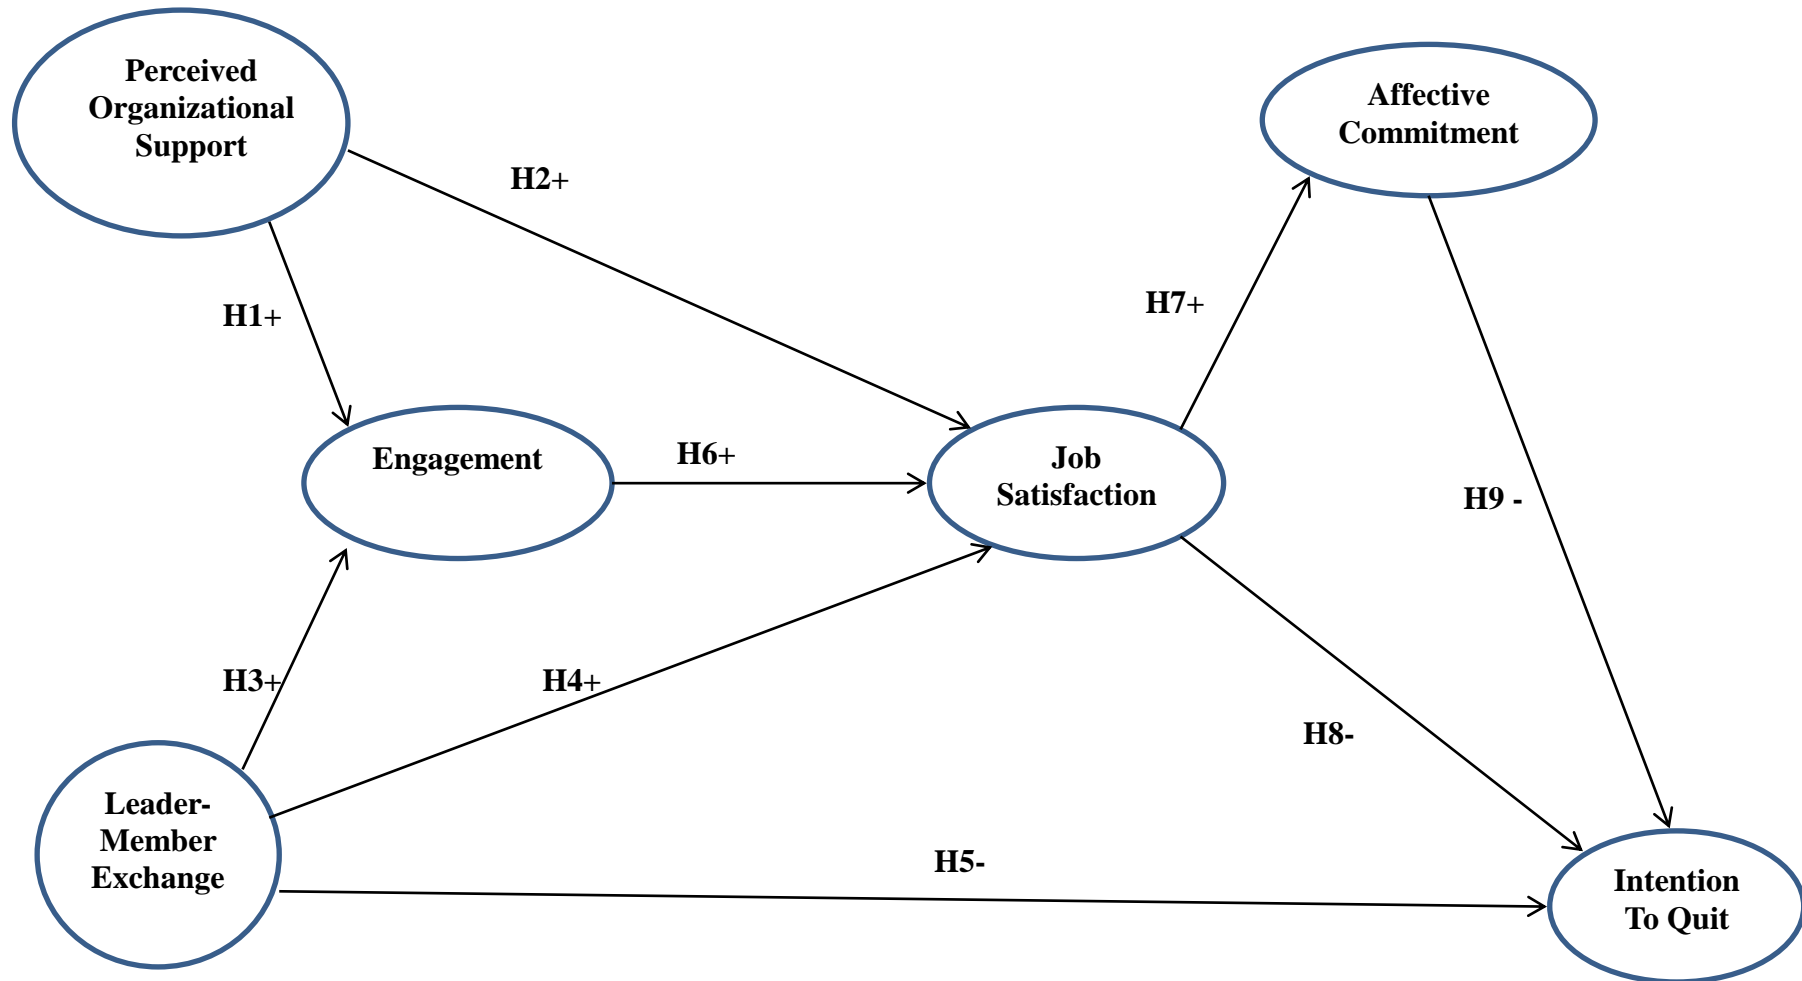 Perceived
Organizational
Support
Affective
Commitment
H2+
H1+
H7+
Engagement
H6+
Job
Satisfaction
H9 -
H3+
H4+
H8-
Leader-
Member
Exchange
H5-
Intention
To Quit